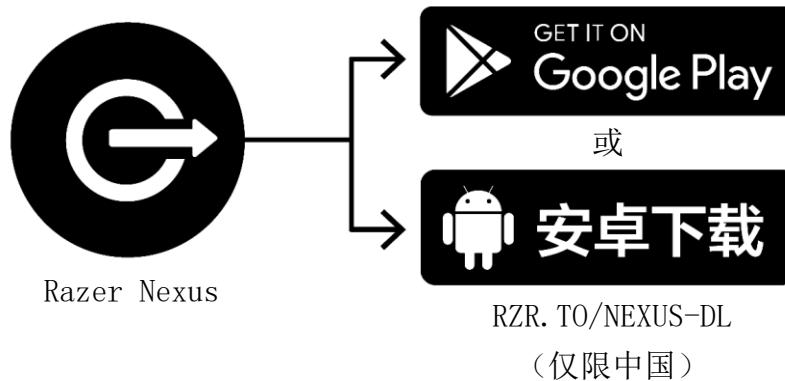 GET IT ON
Google Play
或
安卓下载
Razer Nexus
RZR.TO/NEXUS-DL
（仅限中国）